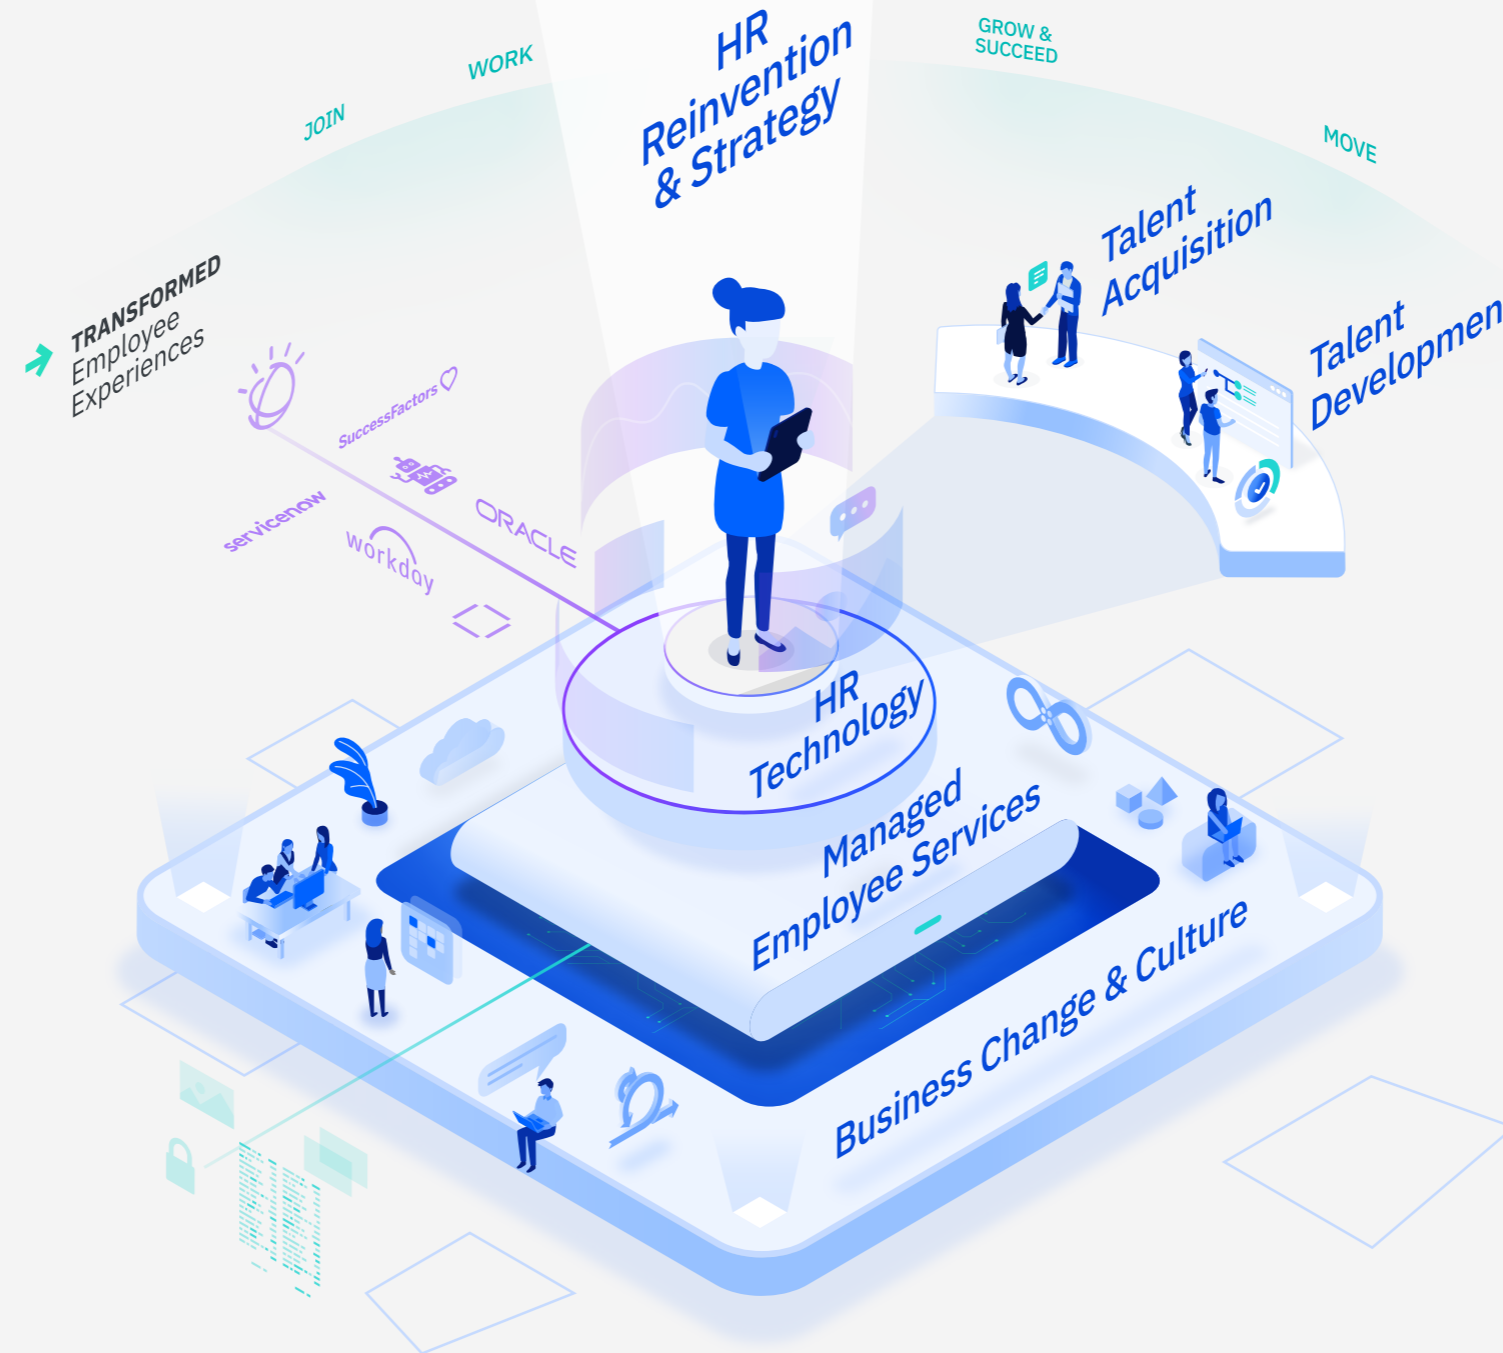 HR
Reinvention
& Strategy
GROW &
SUCCEED
WORK
JOIN
MOVE
TRANSFORMED
Employee
Experiences
Talent
Acquisition
Talent
Developmen
SuccessFactors
servicenow
ORACLE
workday
HR
Technology
Managed
Employee Services
Business Change & Culture